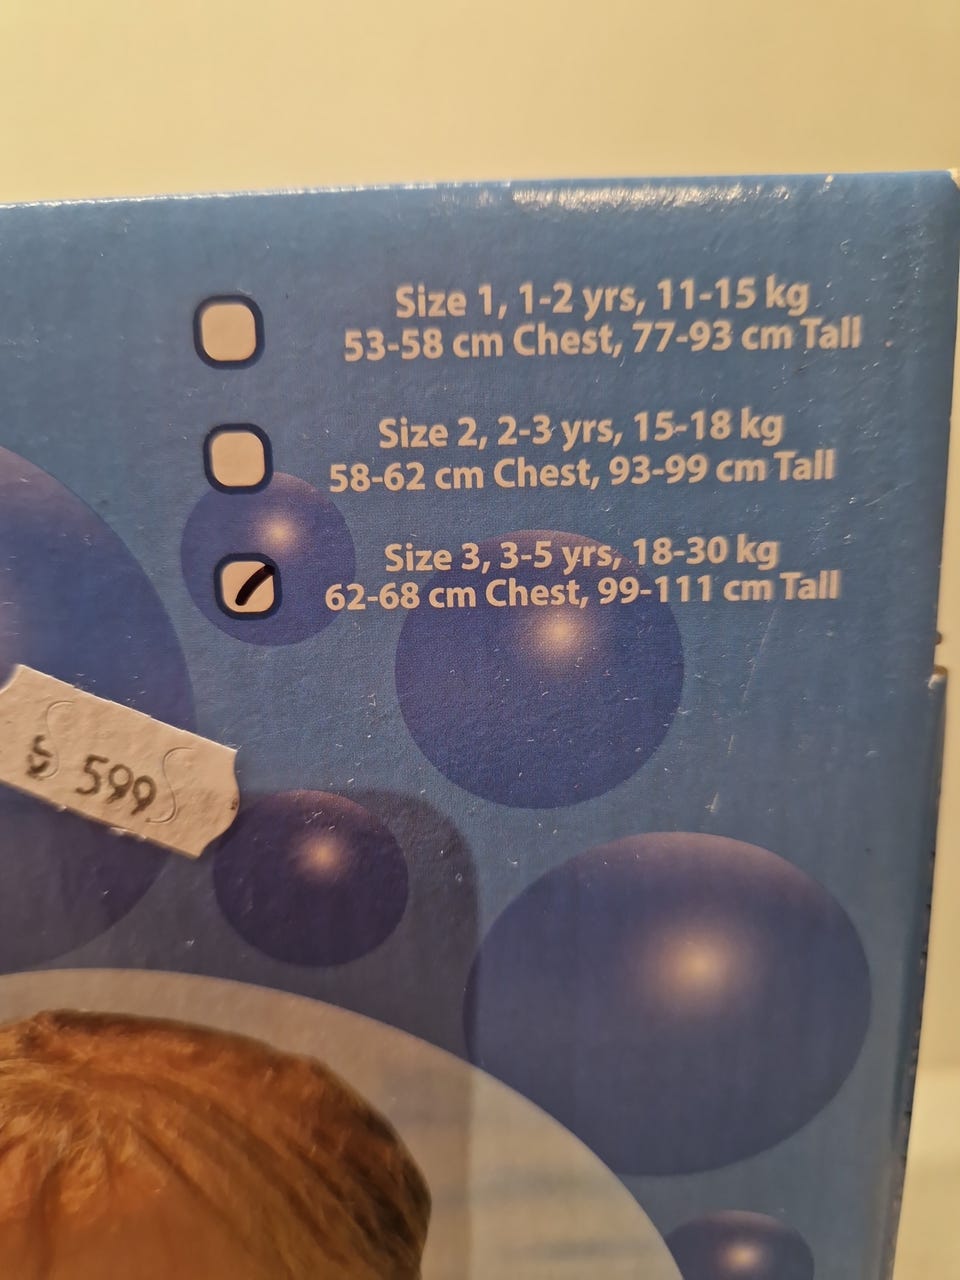 Size 1, 1-2 yrs, 11-15 kg
53-58 cm Chest, 77-93 cm Tall
Size 2, 2-3 yrs, 15-18 kg
58-62 cm Chest, 93-99 cm Tall
Size 3, 3-5 yrs, 18-30 kg
62-68 cm Chest, 99-111 cm Tall
599